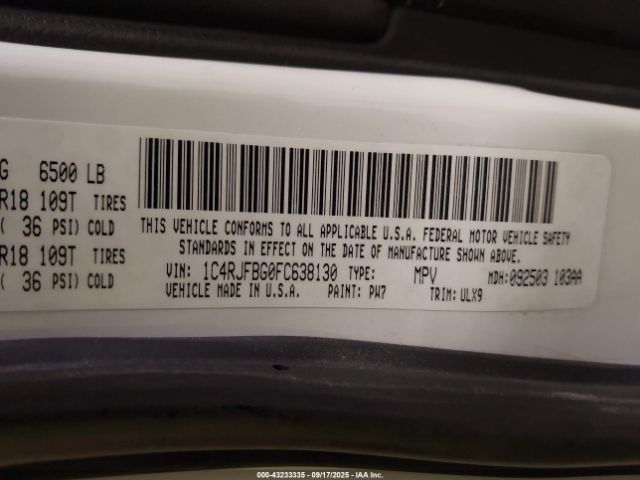 G 6500 LB
R18 109T TIRES
( 36 PSI) COLD
R18 109T TIRES
( 36 PSI) COLD
THIS VEHICLE CONFORMS TO ALL APPLICABLE U.S.A. FEDERAL MOTOR VEHICLE SAFETY
STANDARDS IN EFFECT ON THE DATE OF MANUFACTURE SHOWN ABOVE.
VIN: 1C4RJFBG0FC638130 TYPE: MPV MDH:092503 103AA
VEHICLE MADE IN U.S.A. PAINT: PW7 TRIM: ULX9
000-43233335 - 09/17/2025 - IAA Inc.